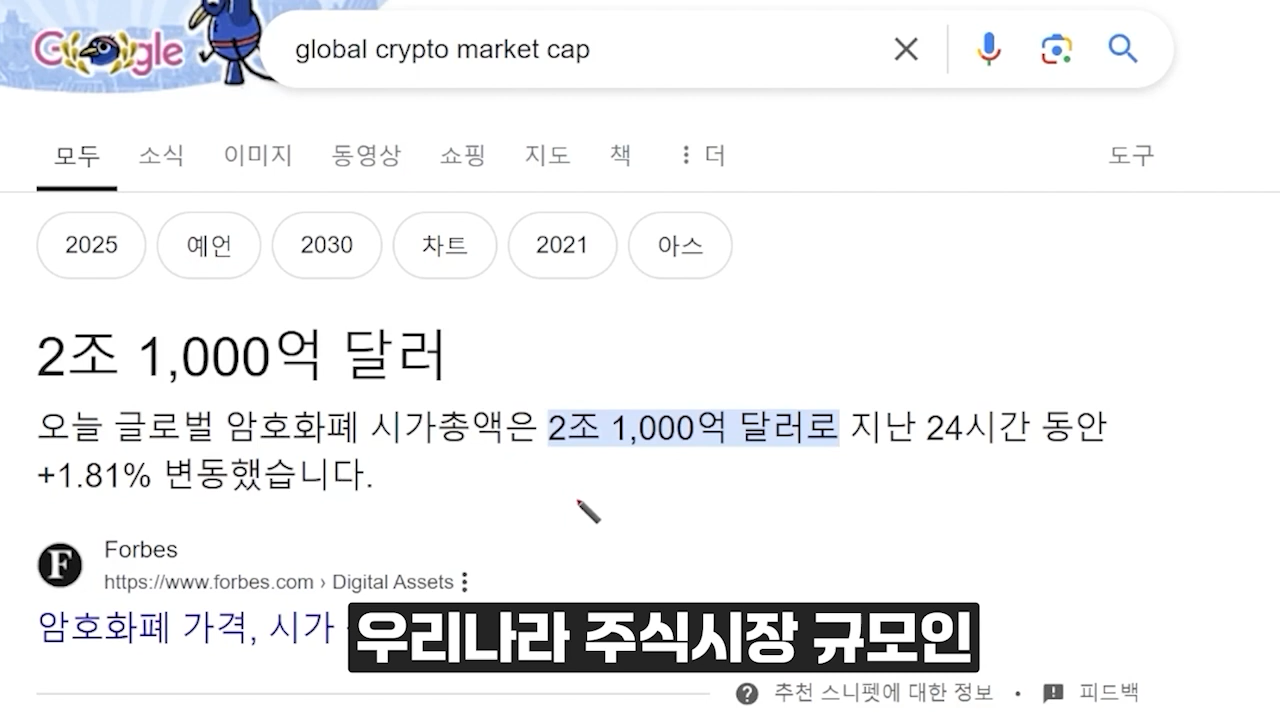 Google
global crypto market cap
모두 소식 이미지 동영상 쇼핑 지도 책 더 도구
2025 예언 2030 차트 2021 아스
2조 1,000억 달러
오늘 글로벌 암호화폐 시가총액은 2조 1,000억 달러로 지난 24시간 동안
+1.81% 변동했습니다.
F
Forbes
https://www.forbes.com › Digital Assets
암호화폐 가격, 시가
우리나라 주식시장 규모인
추천 스니펫에 대한 정보 • 피드백